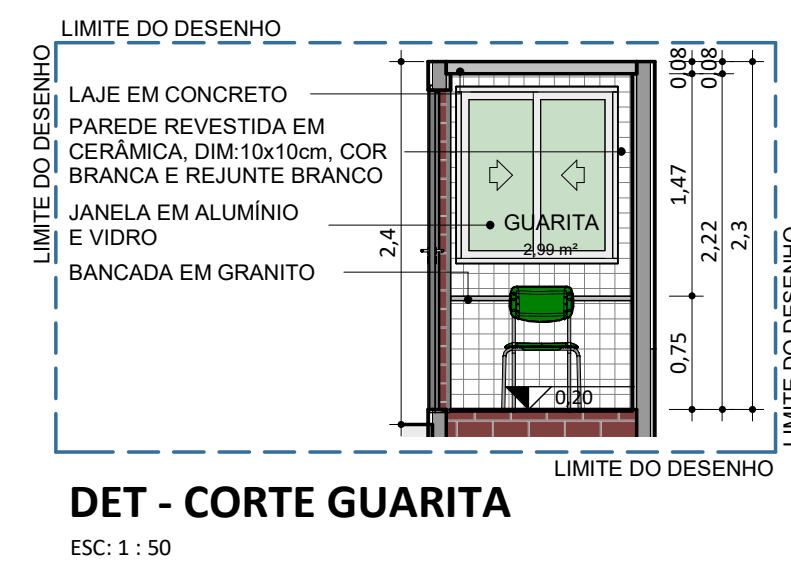 LIMITE DO DESENHO
LIMITE DO DESENHO
LAJE EM CONCRETO
PAREDE REVESTIDA EM
CERÂMICA, DIM:10x10cm, COR
BRANCA E REJUNTE BRANCO
JANELA EM ALUMÍNIO
E VIDRO
BANCADA EM GRANITO
2,4
GUARITA
2,99 m²
0,20
0,08
0,08
1,47
2,22
2,3
0,75
LIMITE DO DESENHO
LIMITE DO DESENHO
DET - CORTE GUARITA
ESC: 1 : 50